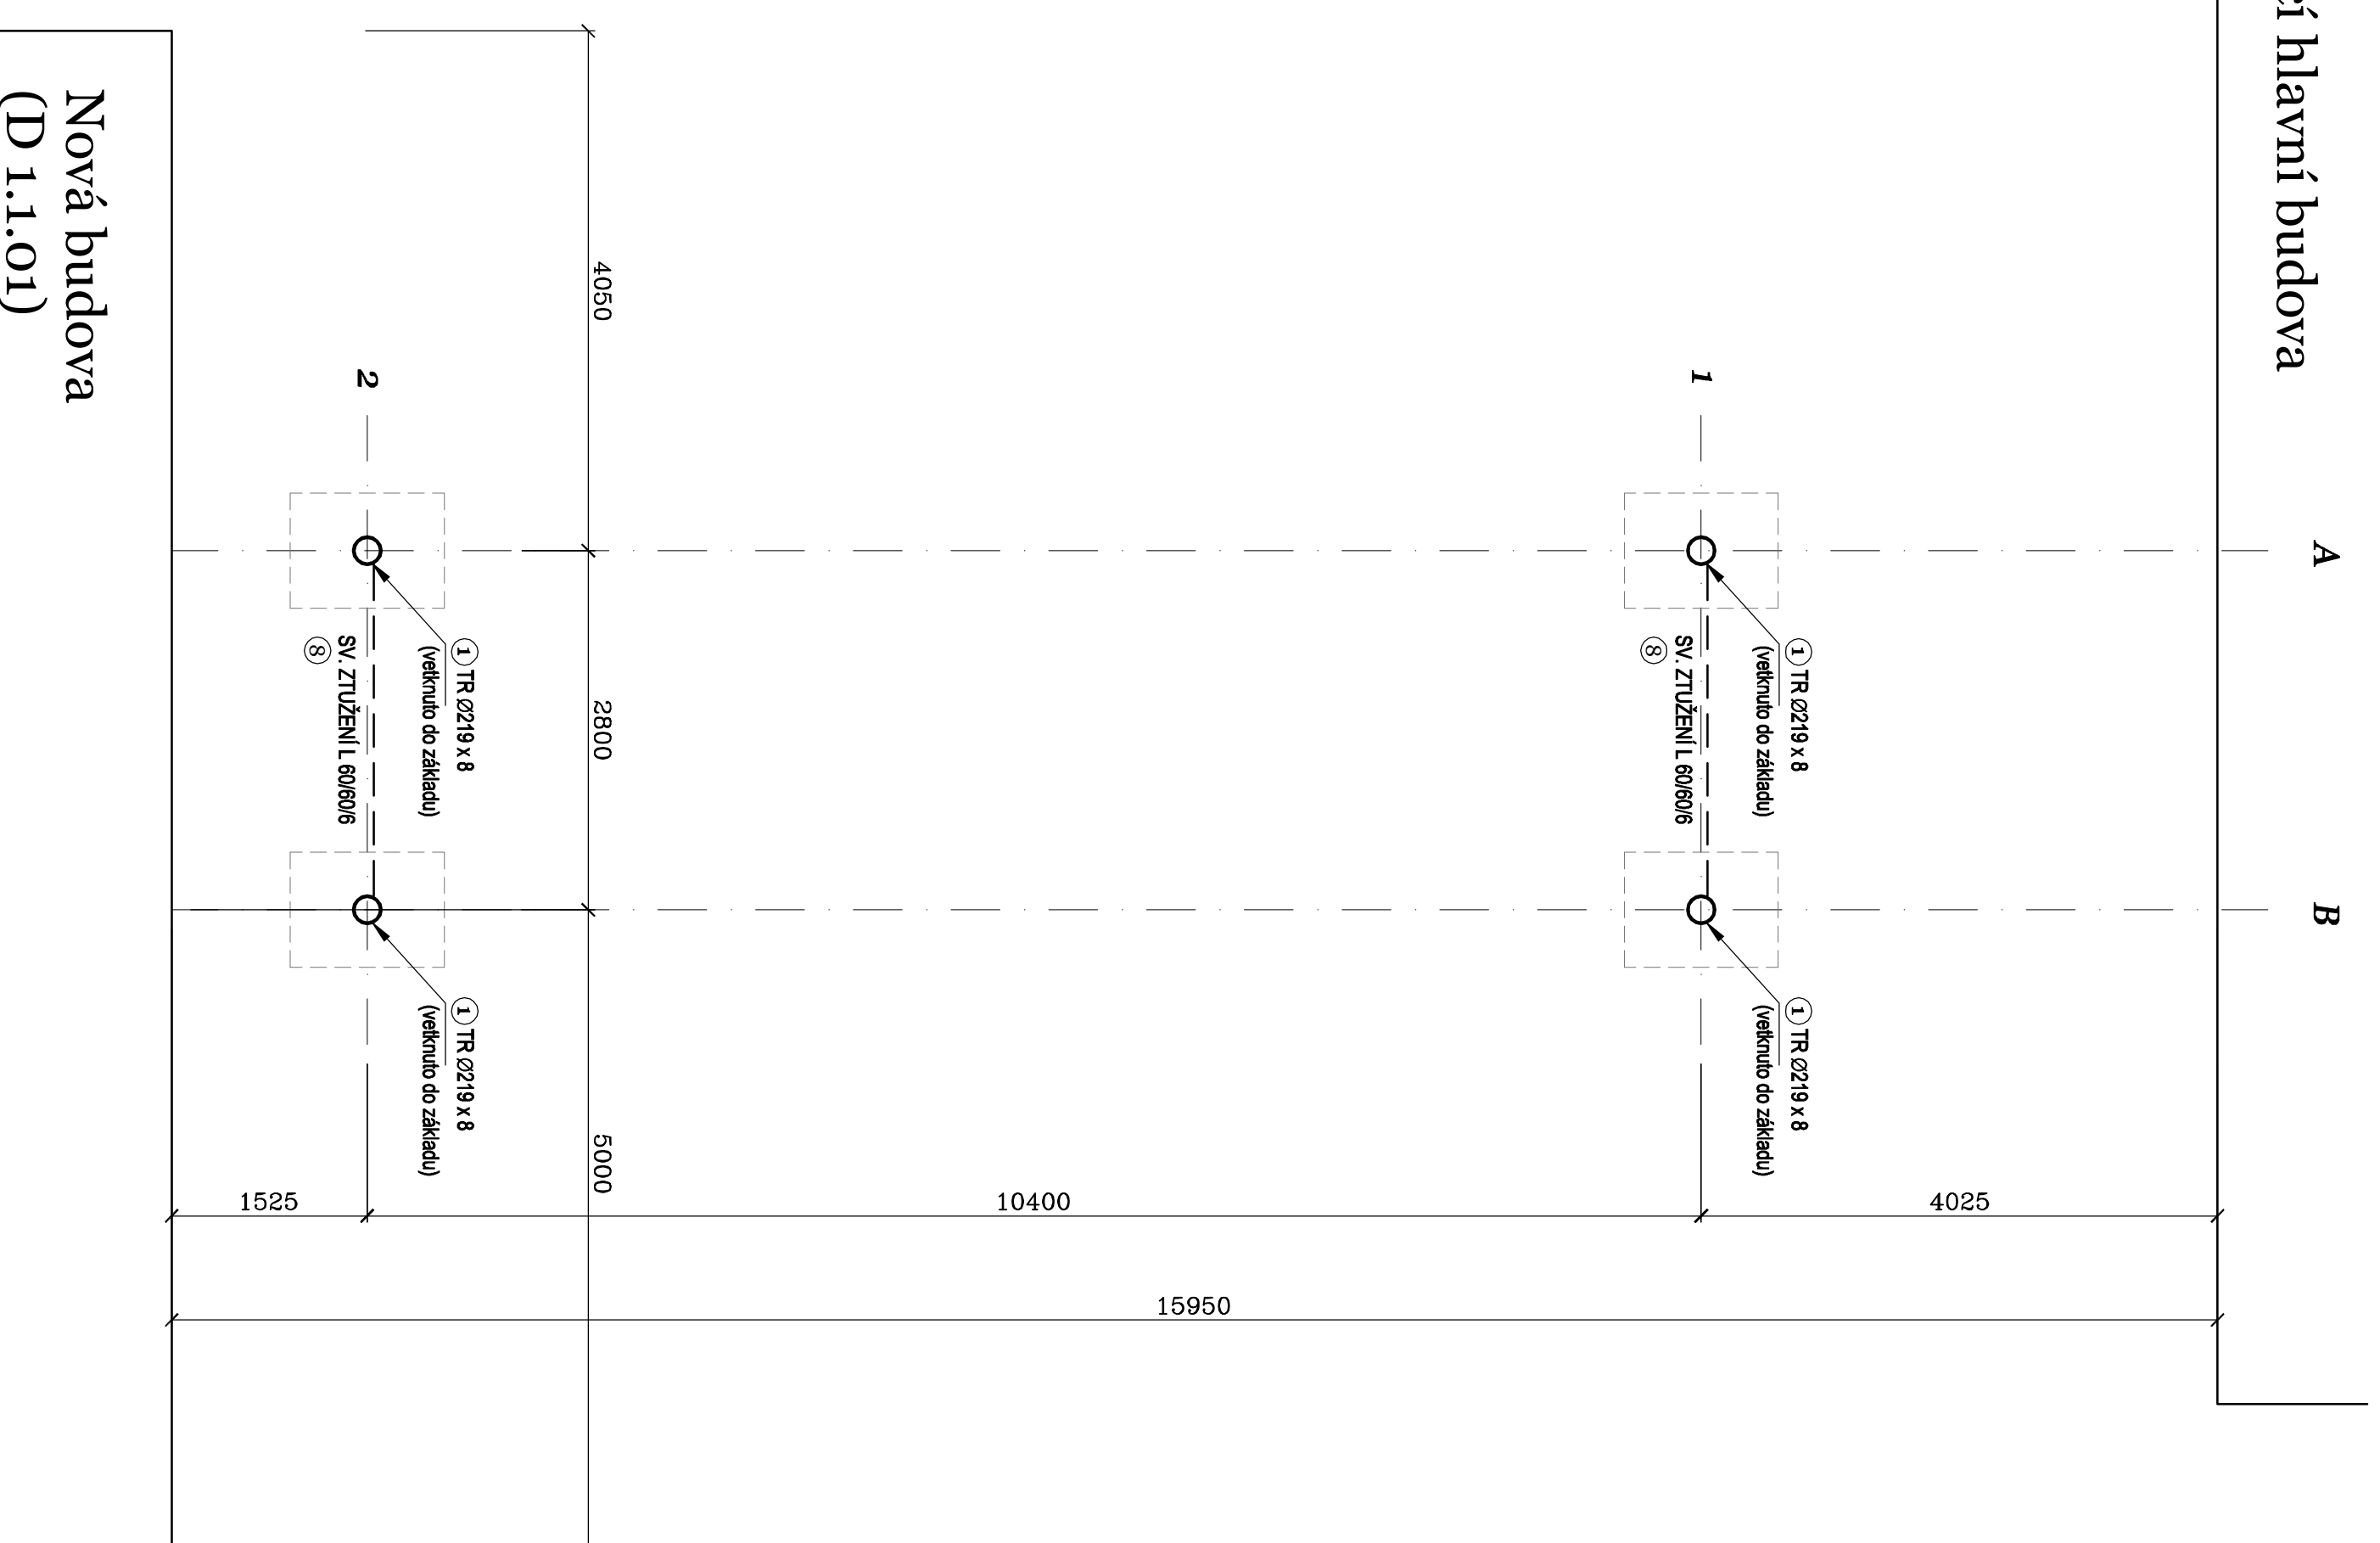 í hlavní budova
A
B
1
2
① TR Ø219 x 8
(vetknuto do základu)
SV. ZTUŽENÍ L 60/60/6
⑧
① TR Ø219 x 8
(vetknuto do základu)
① TR Ø219 x 8
(vetknuto do základu)
SV. ZTUŽENÍ L 60/60/6
⑧
① TR Ø219 x 8
(vetknuto do základu)
4050
2800
5000
1525
10400
4025
15950
Nová budova
(D 1.1.01)